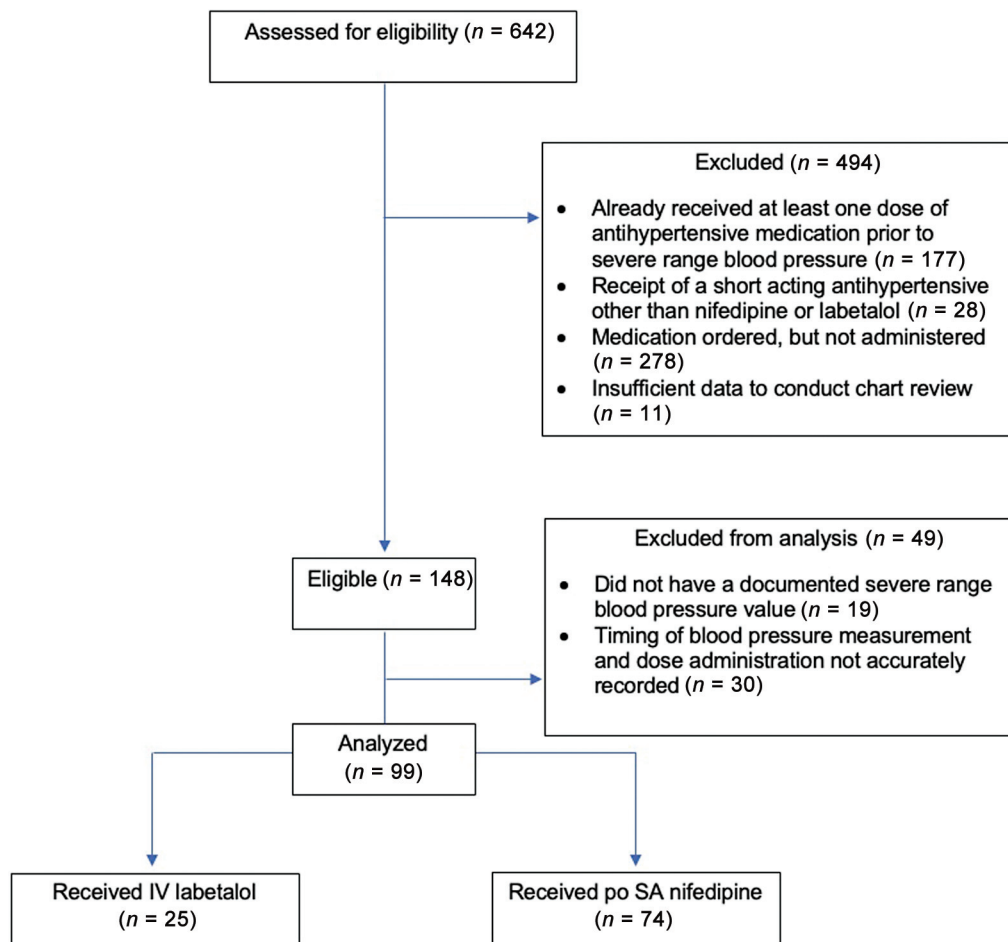 Assessed for eligibility (n = 642)
Excluded (n = 494)
• Already received at least one dose of
antihypertensive medication prior to
severe range blood pressure (n = 177)
• Receipt of a short acting antihypertensive
other than nifedipine or labetalol (n = 28)
• Medication ordered, but not administered
(n = 278)
• Insufficient data to conduct chart review
(n = 11)
Eligible (n = 148)
Excluded from analysis (n = 49)
• Did not have a documented severe range
blood pressure value (n = 19)
• Timing of blood pressure measurement
and dose administration not accurately
recorded (n = 30)
Analyzed
(n = 99)
Received IV labetalol
(n = 25)
Received po SA nifedipine
(n = 74)